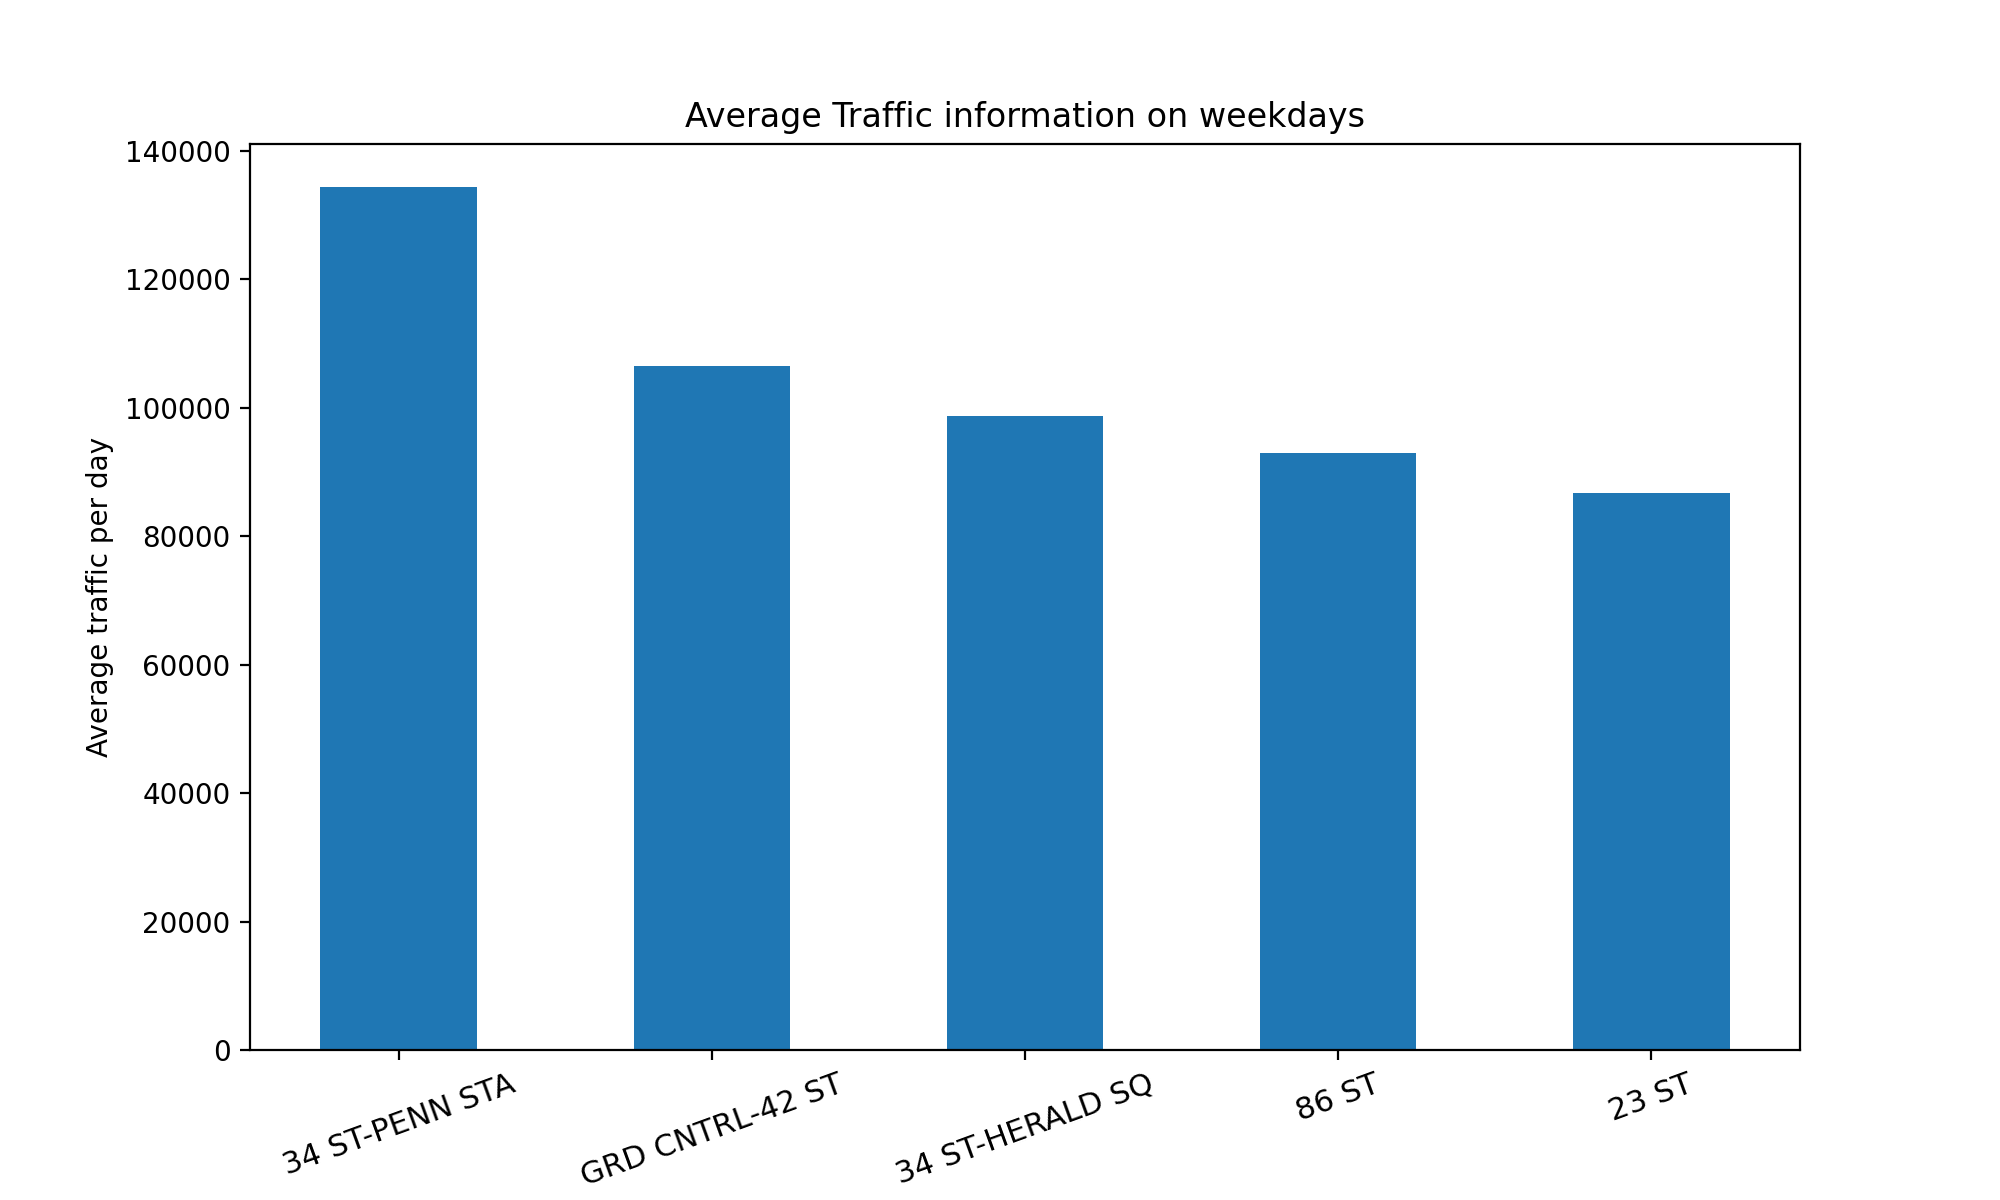 Average Traffic information on weekdays
140000
120000
100000
80000
60000
40000
20000
0
Average traffic per day
34 ST-PENN STA
GRD CNTRL-42 ST
34 ST-HERALD SQ
86 ST
23 ST